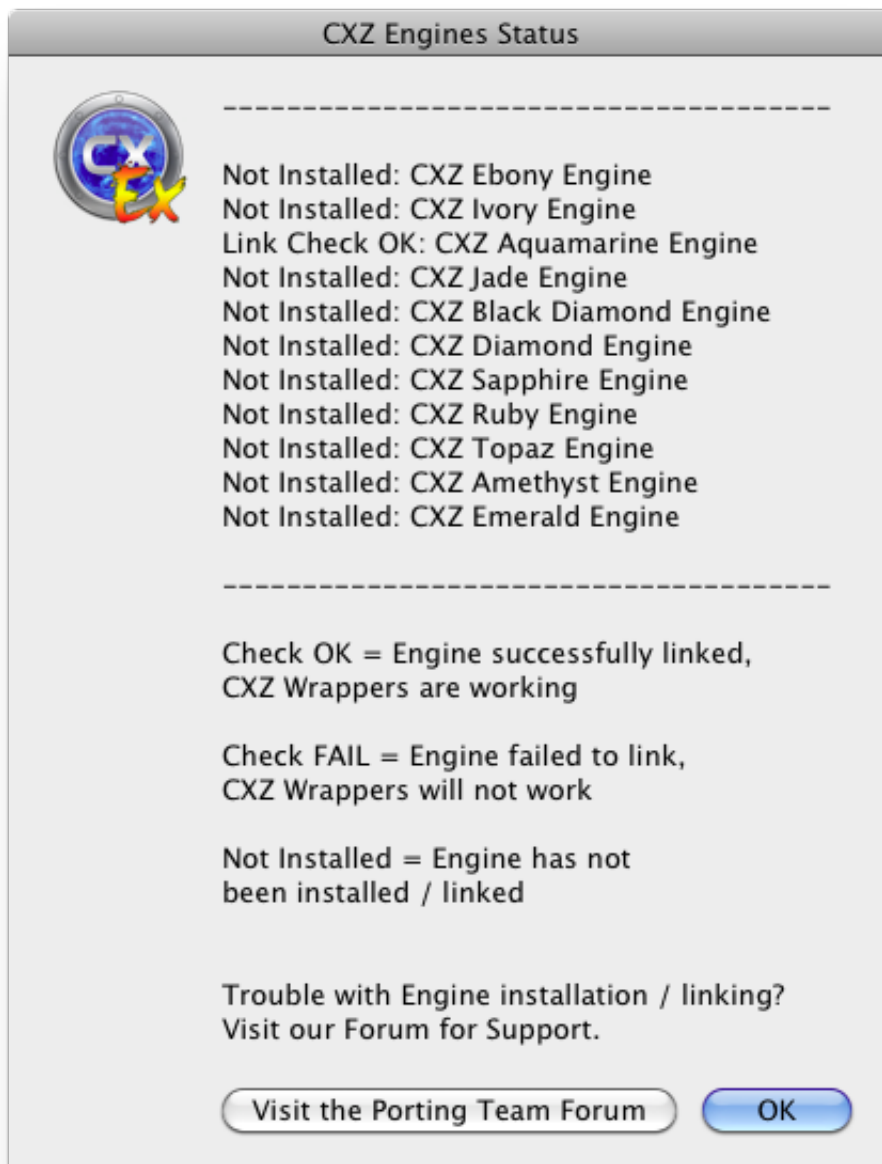 CXZ Engines Status
--------------------------------------
CX
Ex
Not Installed: CXZ Ebony Engine
Not Installed: CXZ Ivory Engine
Link Check OK: CXZ Aquamarine Engine
Not Installed: CXZ Jade Engine
Not Installed: CXZ Black Diamond Engine
Not Installed: CXZ Diamond Engine
Not Installed: CXZ Sapphire Engine
Not Installed: CXZ Ruby Engine
Not Installed: CXZ Topaz Engine
Not Installed: CXZ Amethyst Engine
Not Installed: CXZ Emerald Engine
--------------------------------------
Check OK = Engine successfully linked,
CXZ Wrappers are working
Check FAIL = Engine failed to link,
CXZ Wrappers will not work
Not Installed = Engine has not
been installed / linked
Trouble with Engine installation / linking?
Visit our Forum for Support.
Visit the Porting Team Forum
OK